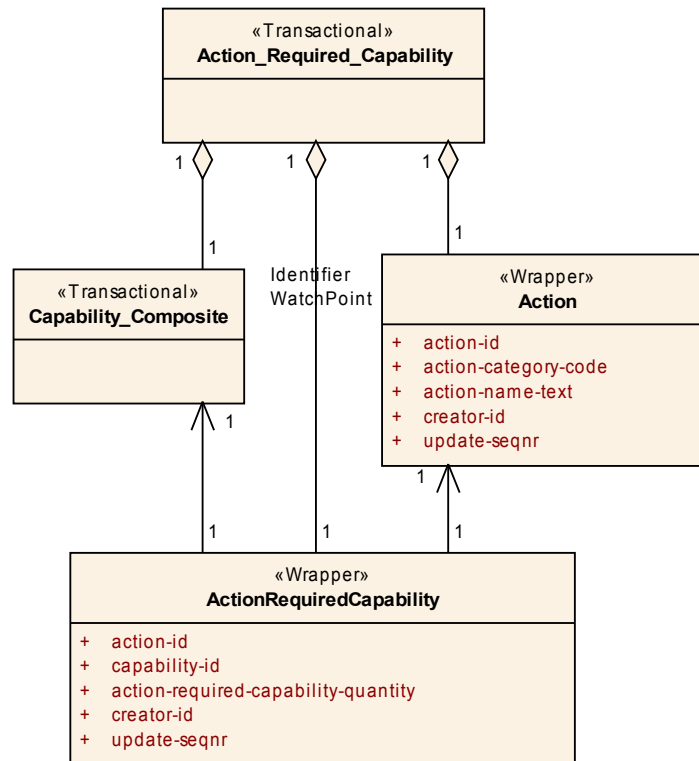 «Transactional»
Action_Required_Capability
1
1
1
1
1
Identifier
WatchPoint
«Transactional»
Capability_Composite
«Wrapper»
Action
+ action-id
+ action-category-code
+ action-name-text
+ creator-id
+ update-seqnr
1
1
1
1
1
«Wrapper»
ActionRequiredCapability
+ action-id
+ capability-id
+ action-required-capability-quantity
+ creator-id
+ update-seqnr